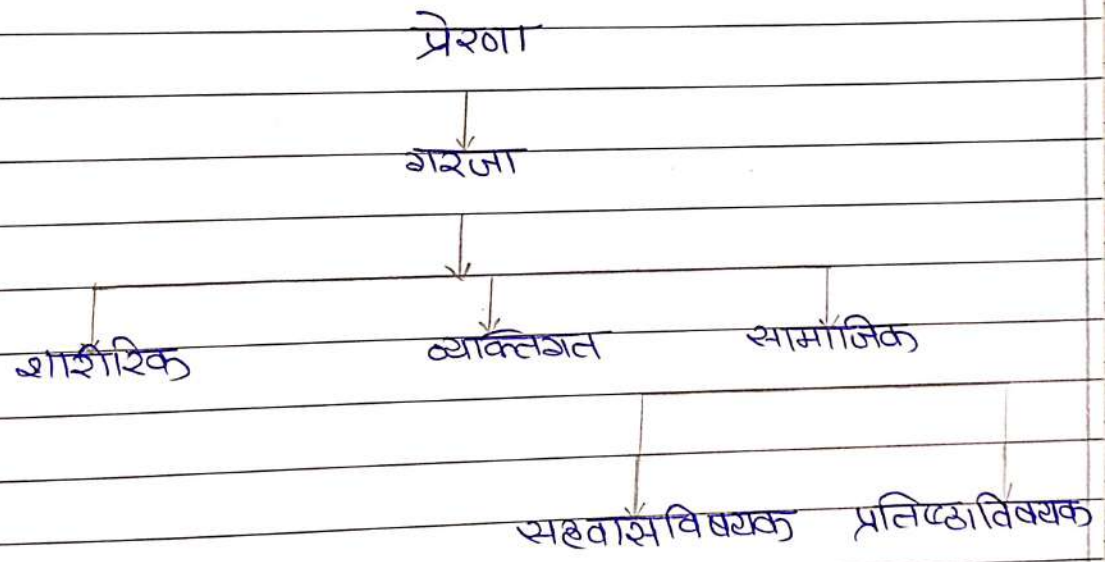 प्रेरणा
गरजा
शारीरिक व्यक्तिगत सामाजिक
सहवासविषयक प्रतिष्ठाविषयक